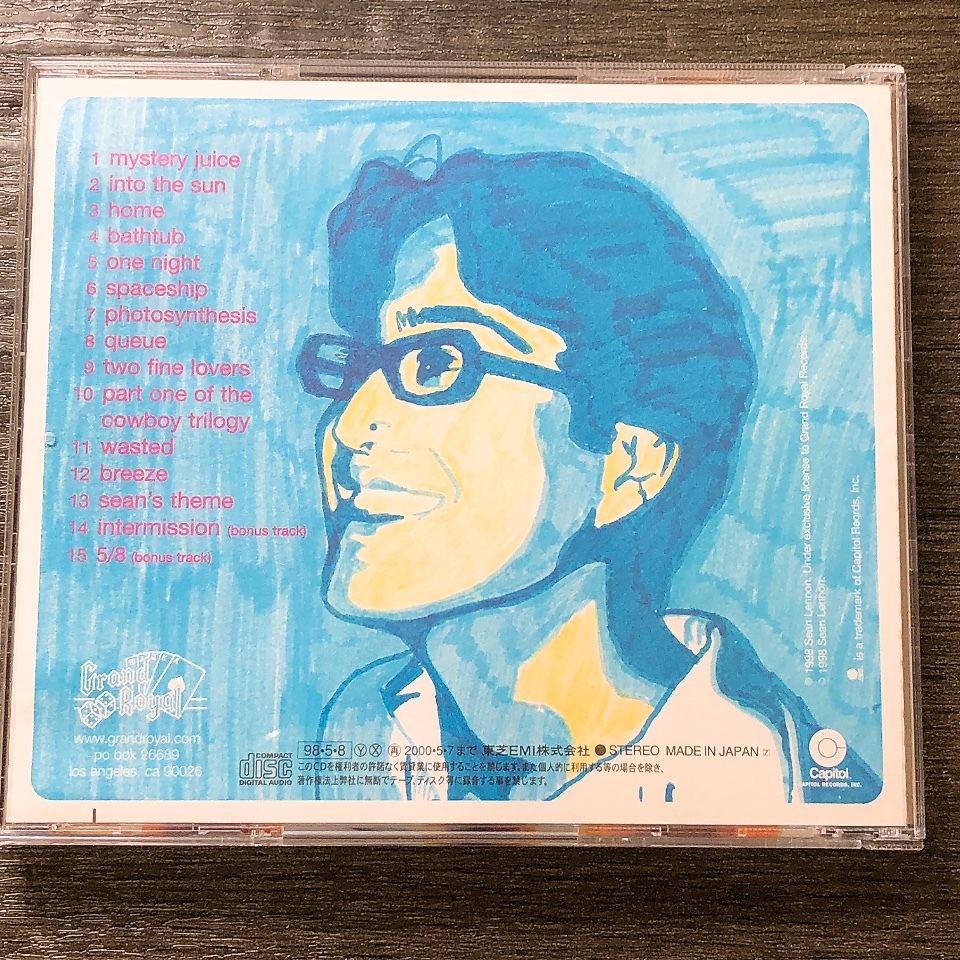 1 mystery juice
2 into the sun
3 home
4 bathtub
5 one night
6 spaceship
7 photosynthesis
8 queue
9 two fine lovers
10 part one of the
cowboy trilogy
11 wasted
12 breeze
13 sean's theme
14 intermission (bonus track)
15 5/8 (bonus track)
Grand
Royal
www.grandroyal.com
po box 26689
los angeles, ca 90026
COMPACT
disc
DIGITAL AUDIO
98・5・8 Ⓨ Ⓧ 再 2000・5・7まで 東芝EMI株式会社 ● STEREO MADE IN JAPAN
このCDを権利者の許諾なく賃貸業に使用することを禁じます。また個人的に利用する等の場合を除き、
著作権法上弊社に無断でテープ、ディスク等に録音する事を禁じます。
Capitol.
CAPITOL RECORDS, INC.
℗ 1998 Sean Lennon. Under exclusive license to Grand Royal Records.
© 1998 Sean Lennon.
is a trademark of Capitol Records, Inc.